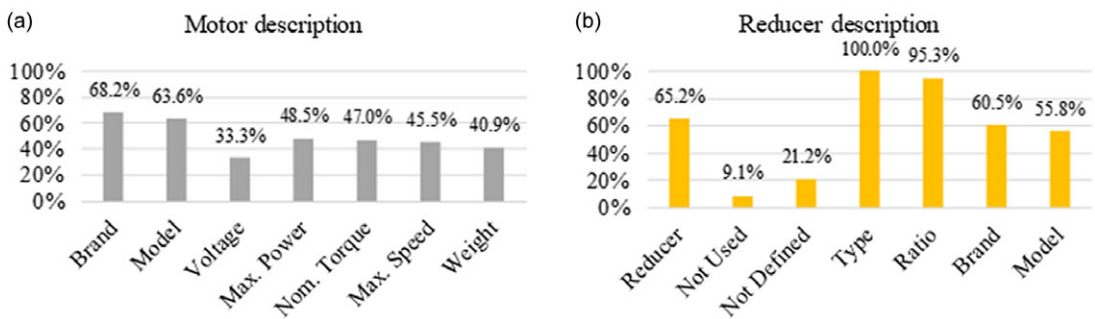 (a) Motor description
100%
80%
60%
40%
20%
0%
68.2%
63.6%
33.3%
48.5%
47.0%
45.5%
40.9%
Brand
Model
Voltage
Max. Power
Nom. Torque
Max. Speed
Weight
(b) Reducer description
100%
80%
60%
40%
20%
0%
65.2%
9.1%
21.2%
100.0%
95.3%
60.5%
55.8%
Reducer
Not Used
Not Defined
Type
Ratio
Brand
Model